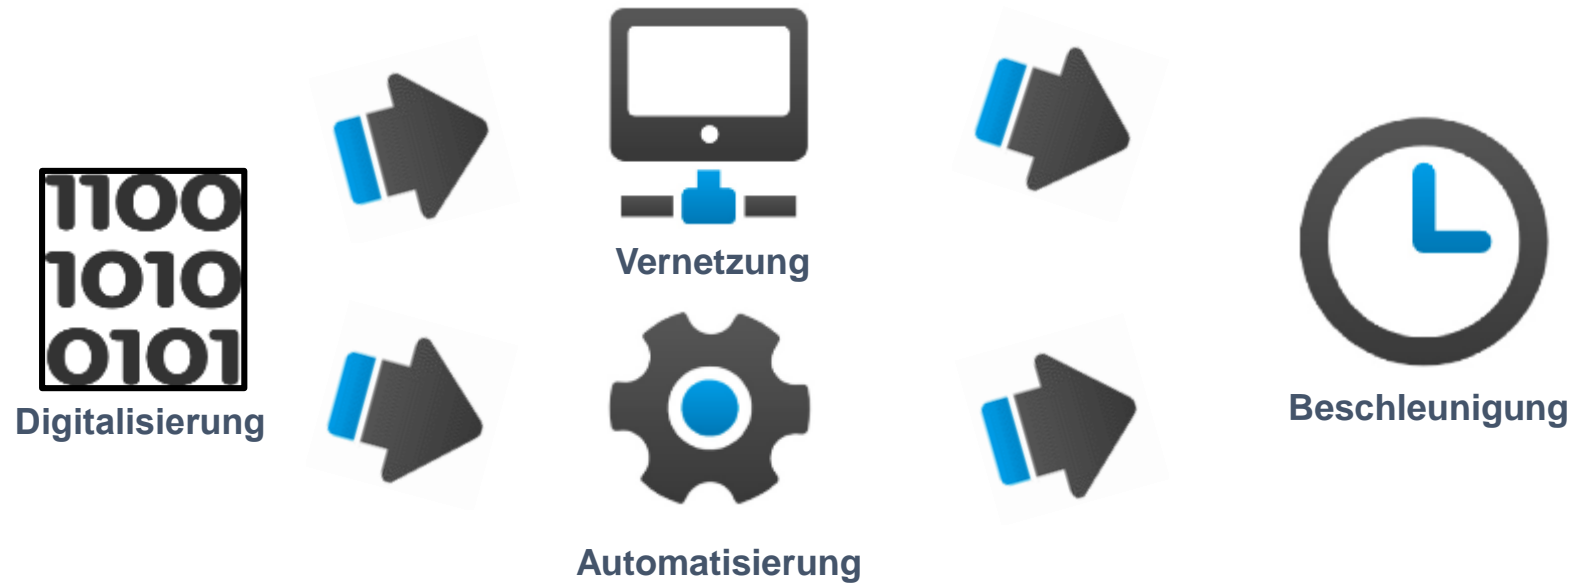 1100
1010
0101
Digitalisierung
Vernetzung
Automatisierung
Beschleunigung